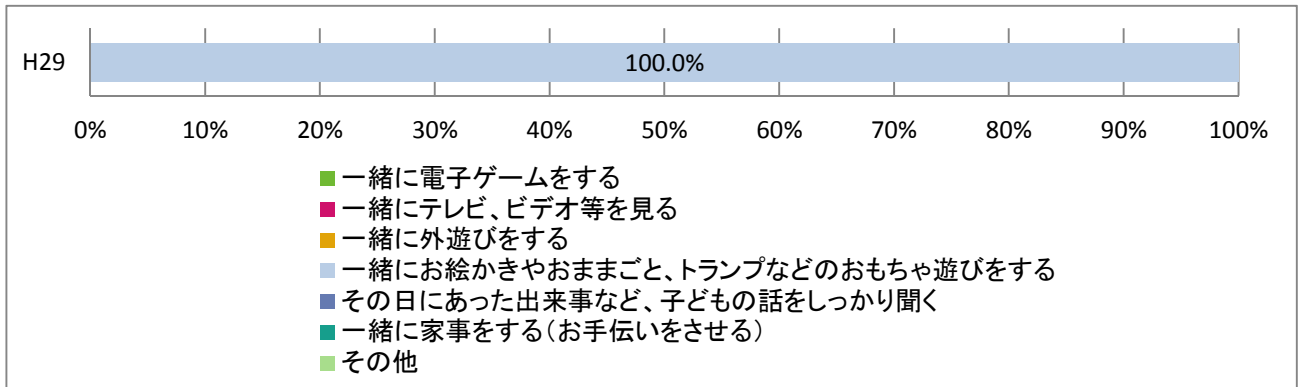 H29
100.0%
0% 10% 20% 30% 40% 50% 60% 70% 80% 90% 100%
一緒に電子ゲームをする
一緒にテレビ、ビデオ等を見る
一緒に外遊びをする
一緒にお絵かきやおままごと、トランプなどのおもちゃ遊びをする
その日にあった出来事など、子どもの話をしっかり聞く
一緒に家事をする(お手伝いをさせる)
その他